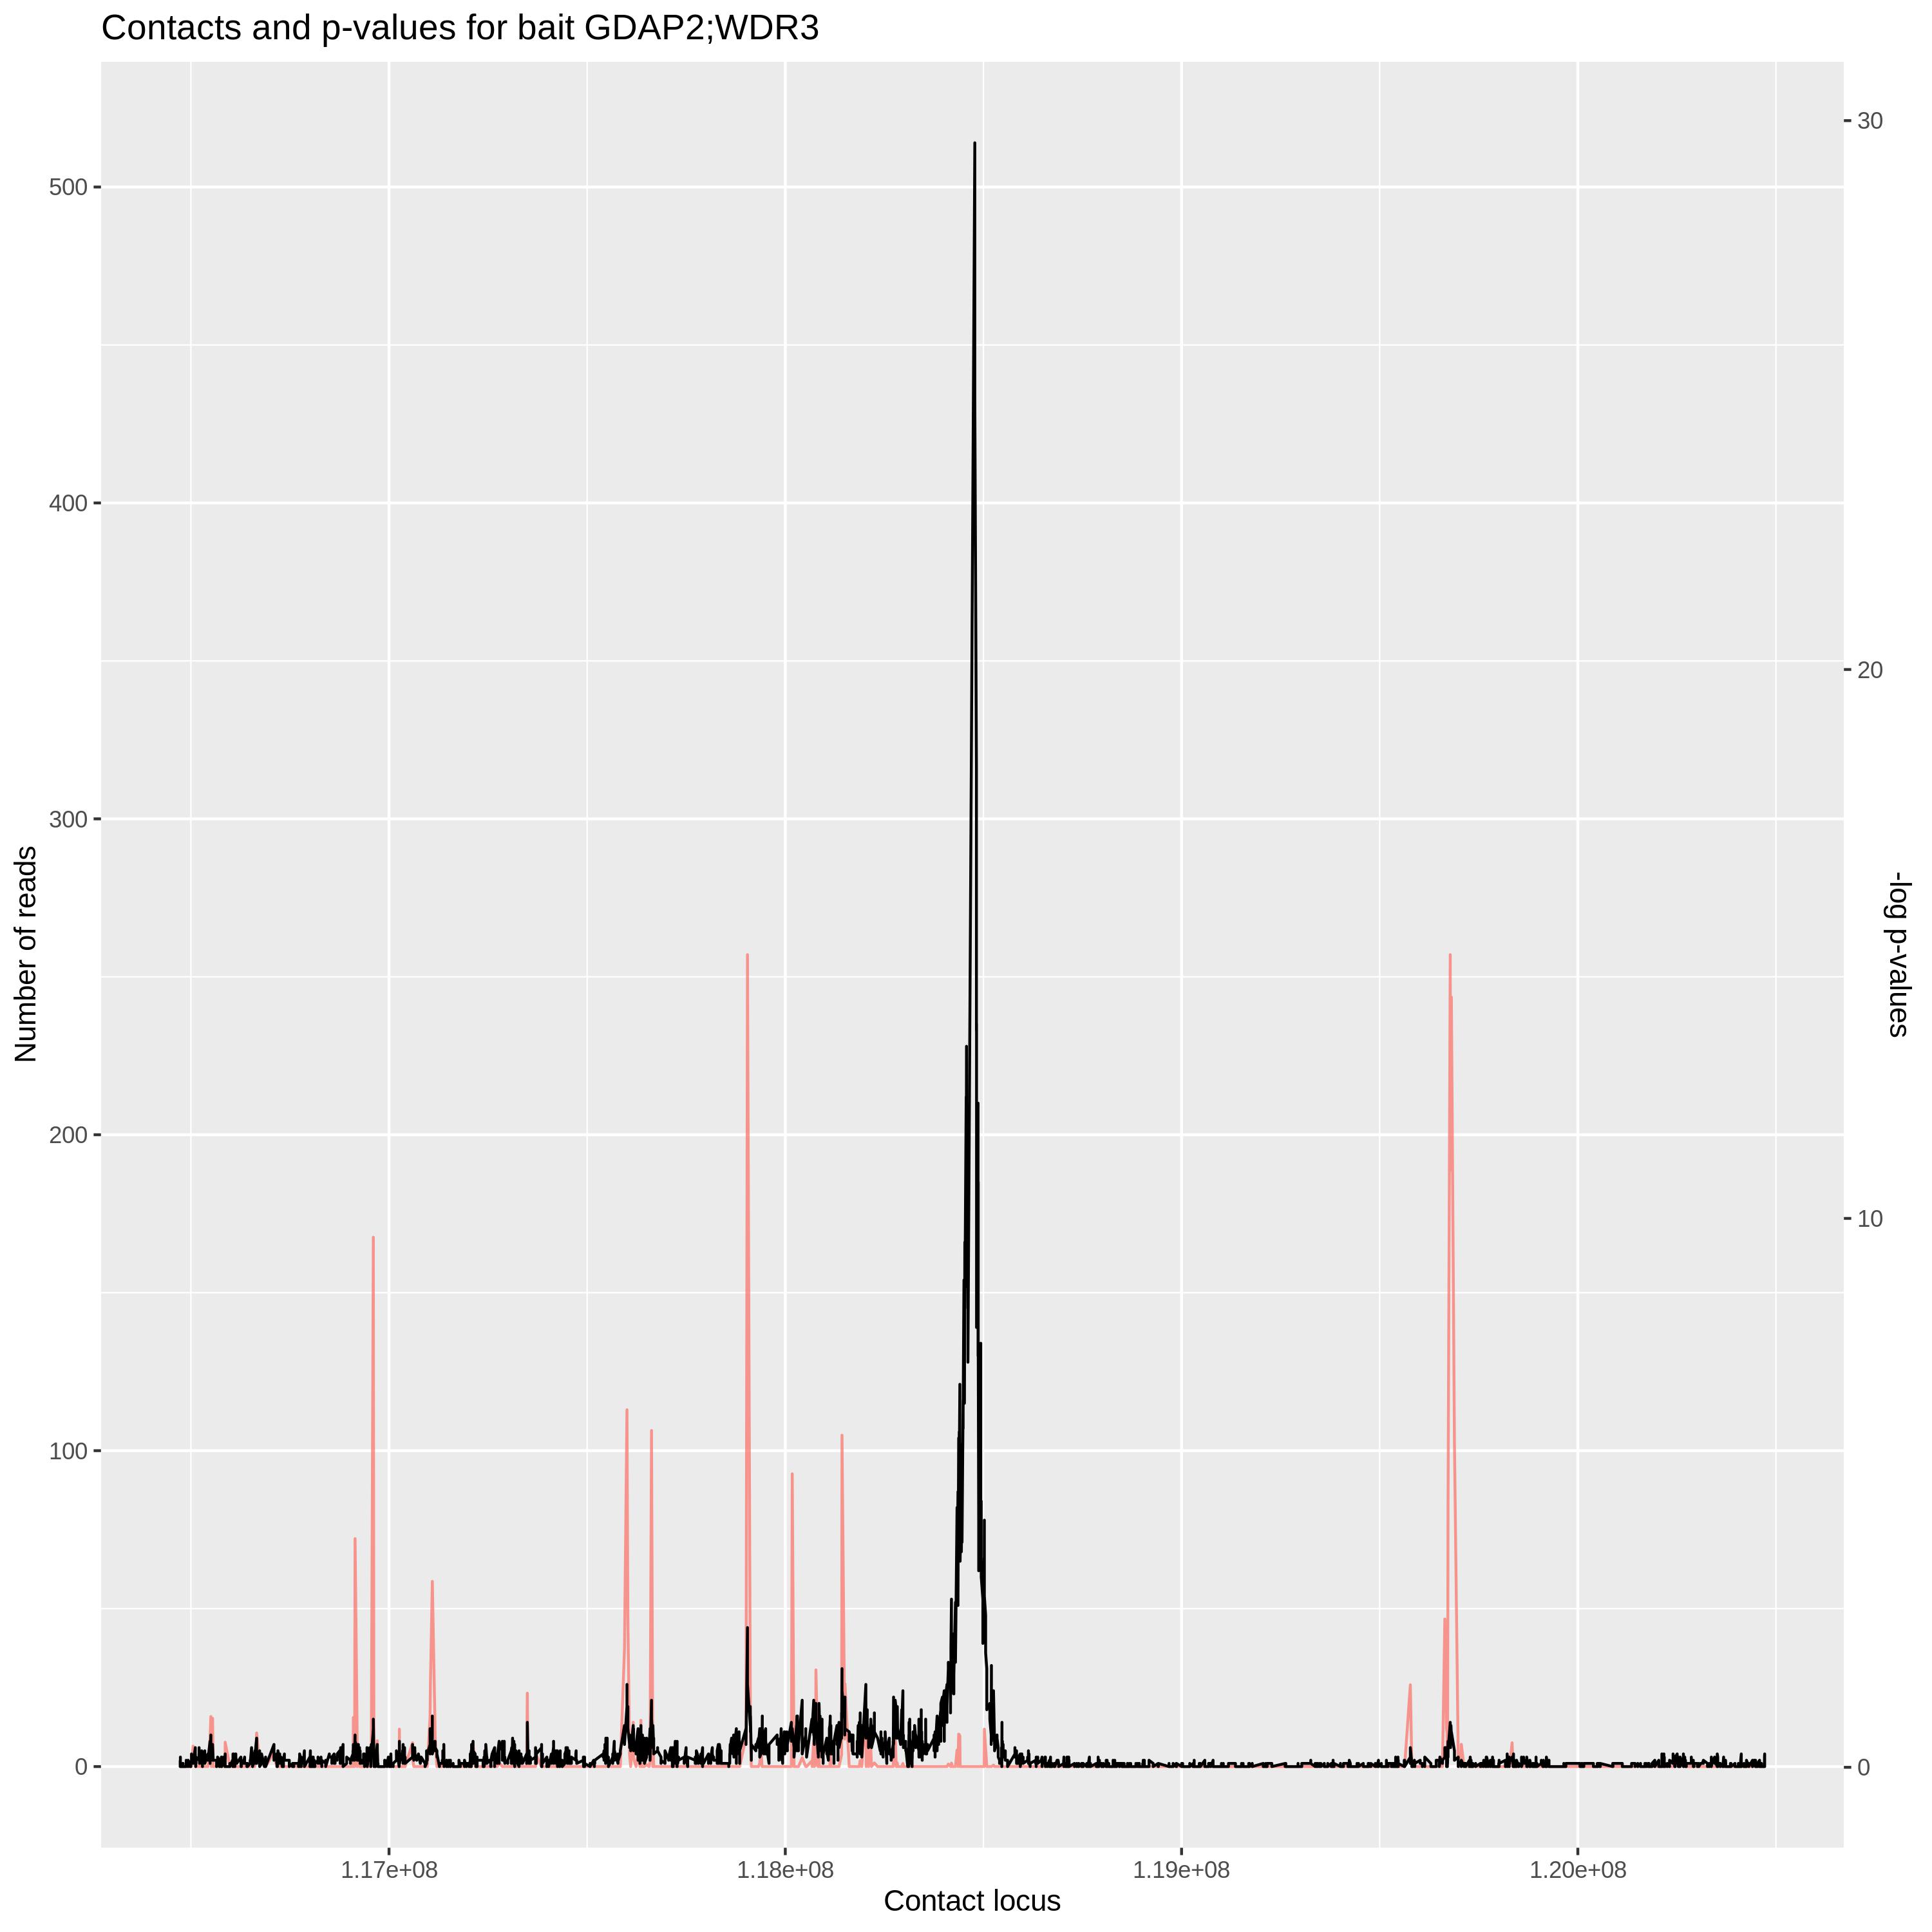 Contacts and p-values for bait GDAP2;WDR3
Number of reads
500
400
300
200
100
0
30
20
10
0
-log p-values
1.17e+08
1.18e+08
1.19e+08
1.20e+08
Contact locus